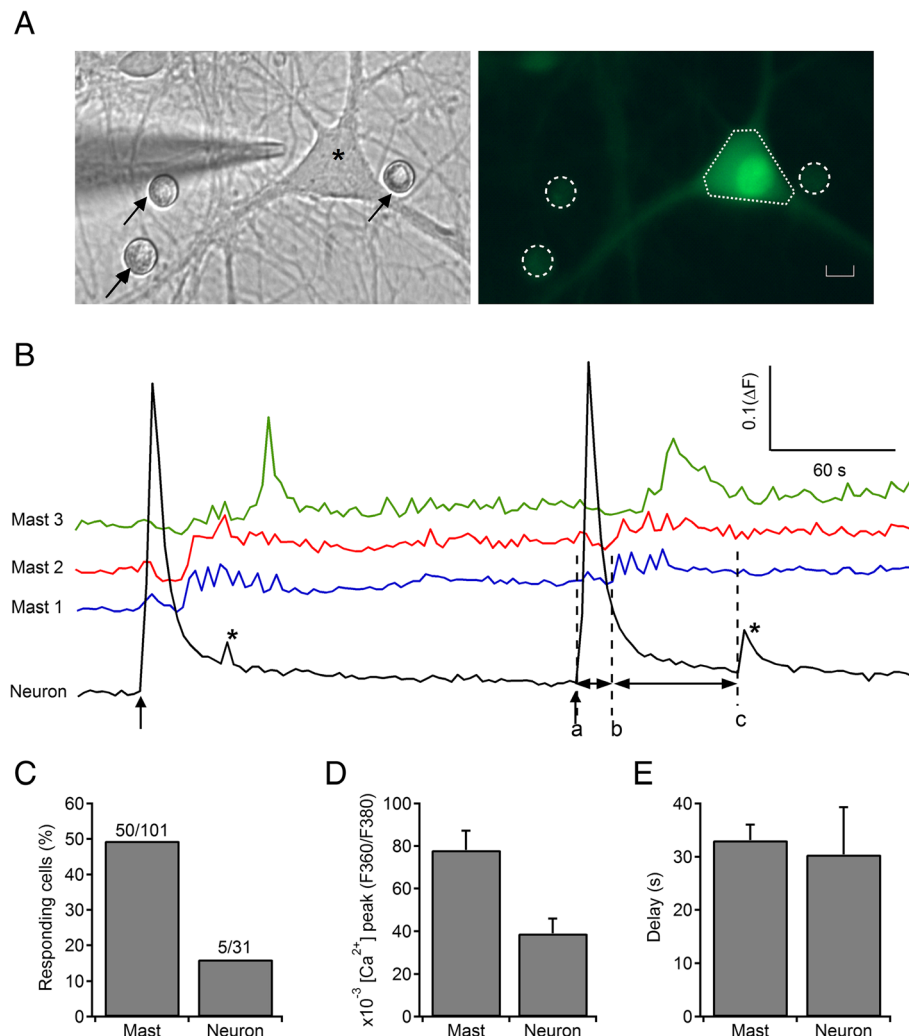 A
*
B
0.1(ΔF)
60 s
Mast 3
Mast 2
Mast 1
Neuron
*
*
a
b
c
C
Responding cells (%)
60
50
40
30
20
10
0
50/101
5/31
Mast
Neuron
D
x10⁻³ [Ca²⁺] peak (F360/F380)
100
80
60
40
20
0
Mast
Neuron
E
Delay (s)
40
30
20
10
0
Mast
Neuron